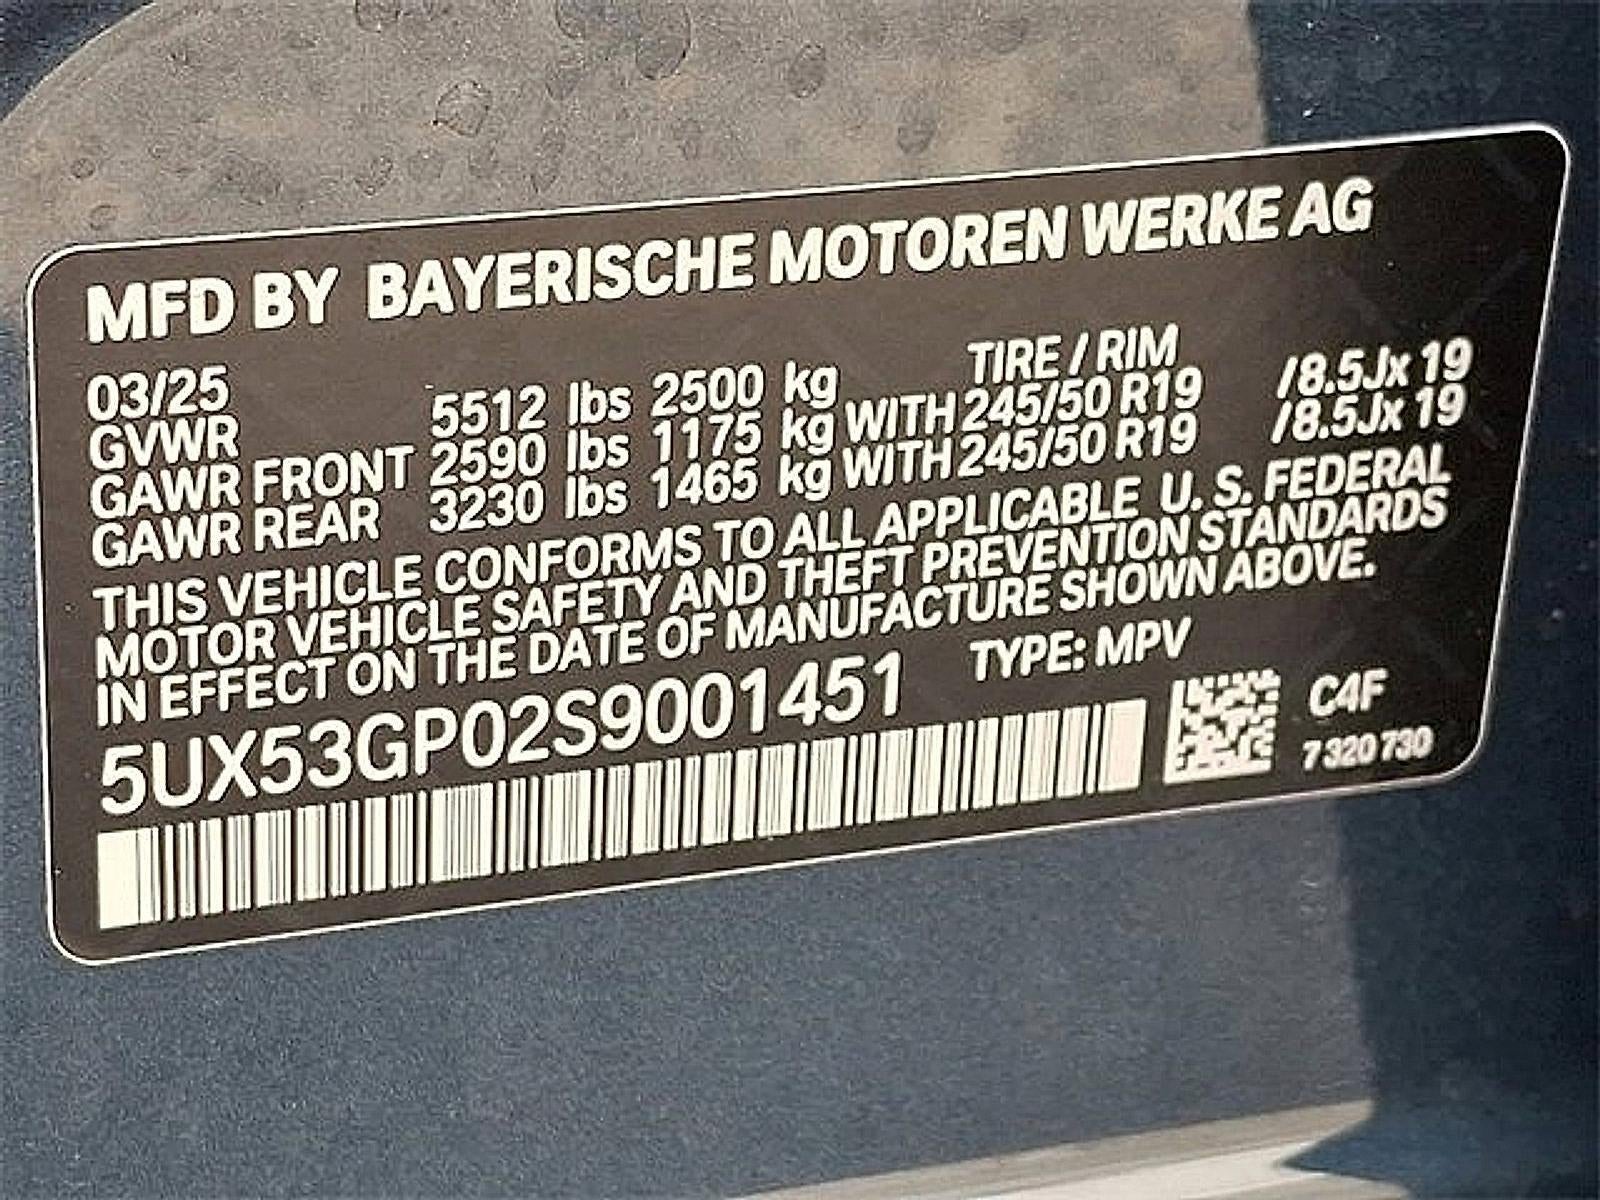 MFD BY BAYERISCHE MOTOREN WERKE AG
03/25 TIRE / RIM
GVWR 5512 lbs 2500 kg
GAWR FRONT 2590 lbs 1175 kg WITH 245/50 R19 /8.5Jx 19
GAWR REAR 3230 lbs 1465 kg WITH 245/50 R19 /8.5Jx 19
THIS VEHICLE CONFORMS TO ALL APPLICABLE U. S. FEDERAL
MOTOR VEHICLE SAFETY AND THEFT PREVENTION STANDARDS
IN EFFECT ON THE DATE OF MANUFACTURE SHOWN ABOVE.
5UX53GP02S9001451 TYPE: MPV
C4F
7 320 730